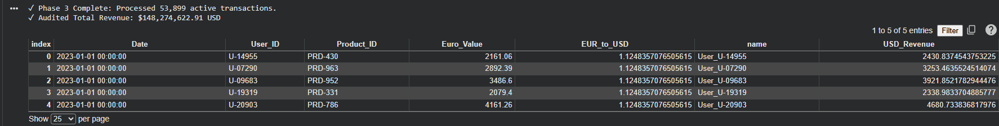 ••• ✓ Phase 3 Complete: Processed 53,899 active transactions.
✓ Audited Total Revenue: $148,274,622.91 USD
1 to 5 of 5 entries Filter ?
index Date User_ID Product_ID Euro_Value EUR_to_USD name USD_Revenue
0 2023-01-01 00:00:00 U-14955 PRD-430 2161.06 1.1248357076505615 User_U-14955 2430.8374543753225
1 2023-01-01 00:00:00 U-07290 PRD-963 2892.39 1.1248357076505615 User_U-07290 3253.4635524514074
2 2023-01-01 00:00:00 U-09683 PRD-952 3486.6 1.1248357076505615 User_U-09683 3921.8521782944476
3 2023-01-01 00:00:00 U-19319 PRD-331 2079.4 1.1248357076505615 User_U-19319 2338.9833704885777
4 2023-01-01 00:00:00 U-20903 PRD-786 4161.26 1.1248357076505615 User_U-20903 4680.733836817976
Show 25 per page